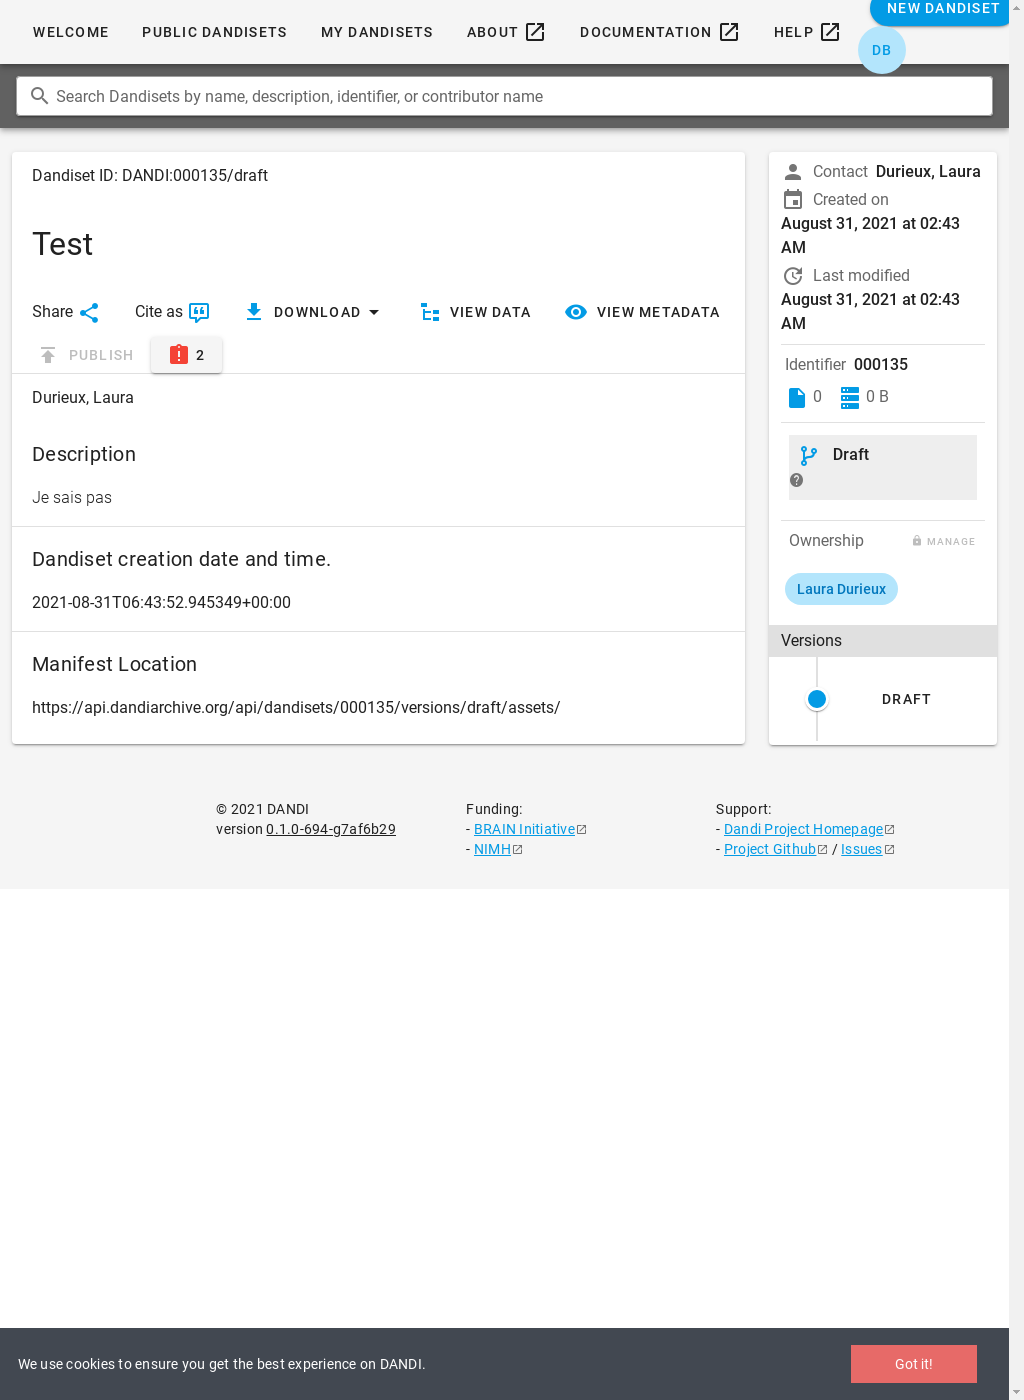 NEW DANDISET
WELCOME PUBLIC DANDISETS MY DANDISETS ABOUT DOCUMENTATION HELP
DB
Search Dandisets by name, description, identifier, or contributor name
Dandiset ID: DANDI:000135/draft
Test
Share Cite as DOWNLOAD VIEW DATA VIEW METADATA
PUBLISH 2
Durieux, Laura
Description
Je sais pas
Dandiset creation date and time.
2021-08-31T06:43:52.945349+00:00
Manifest Location
https://api.dandiarchive.org/api/dandisets/000135/versions/draft/assets/
Contact Durieux, Laura
Created on
August 31, 2021 at 02:43
AM
Last modified
August 31, 2021 at 02:43
AM
Identifier 000135
0 0 B
Draft
Ownership MANAGE
Laura Durieux
Versions
DRAFT
© 2021 DANDI
version 0.1.0-694-g7af6b29
Funding:
- BRAIN Initiative
- NIMH
Support:
- Dandi Project Homepage
- Project Github / Issues
We use cookies to ensure you get the best experience on DANDI.
Got it!